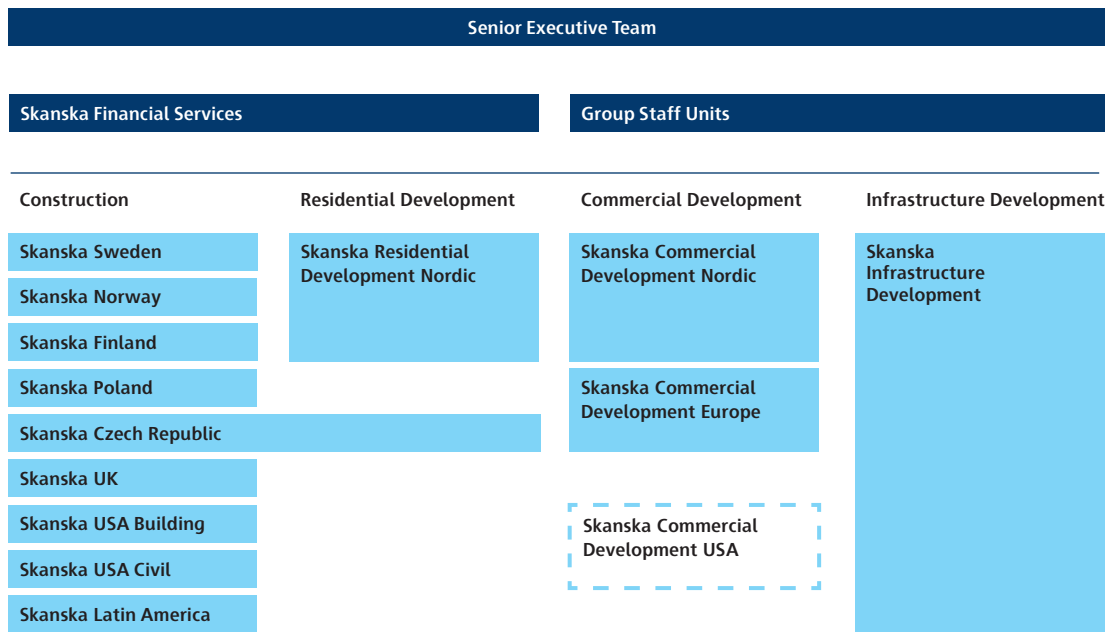 Senior Executive Team
Skanska Financial Services
Group Staff Units
Construction
Residential Development
Commercial Development
Infrastructure Development
Skanska Sweden
Skanska Norway
Skanska Finland
Skanska Poland
Skanska Czech Republic
Skanska UK
Skanska USA Building
Skanska USA Civil
Skanska Latin America
Skanska Residential
Development Nordic
Skanska Commercial
Development Nordic
Skanska Commercial
Development Europe
Skanska Commercial
Development USA
Skanska
Infrastructure
Development